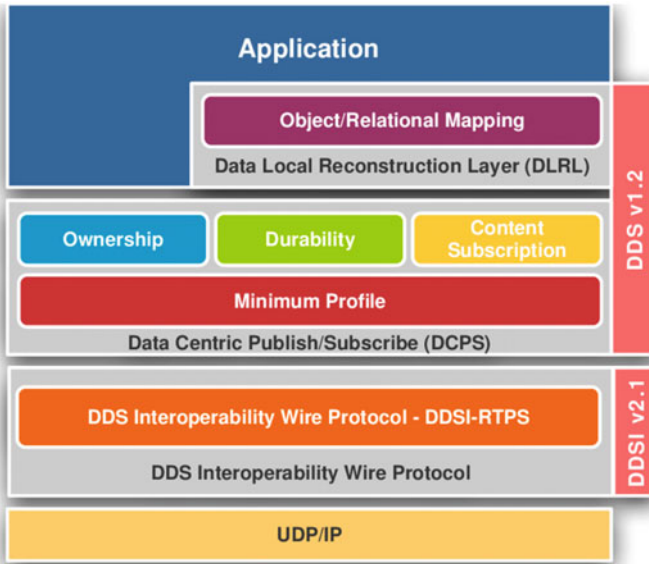 Application
Object/Relational Mapping
Data Local Reconstruction Layer (DLRL)
DDS v1.2
Ownership
Durability
Content
Subscription
Minimum Profile
Data Centric Publish/Subscribe (DCPS)
DDS Interoperability Wire Protocol - DDSI-RTPS
DDS Interoperability Wire Protocol
DDSI v2.1
UDP/IP